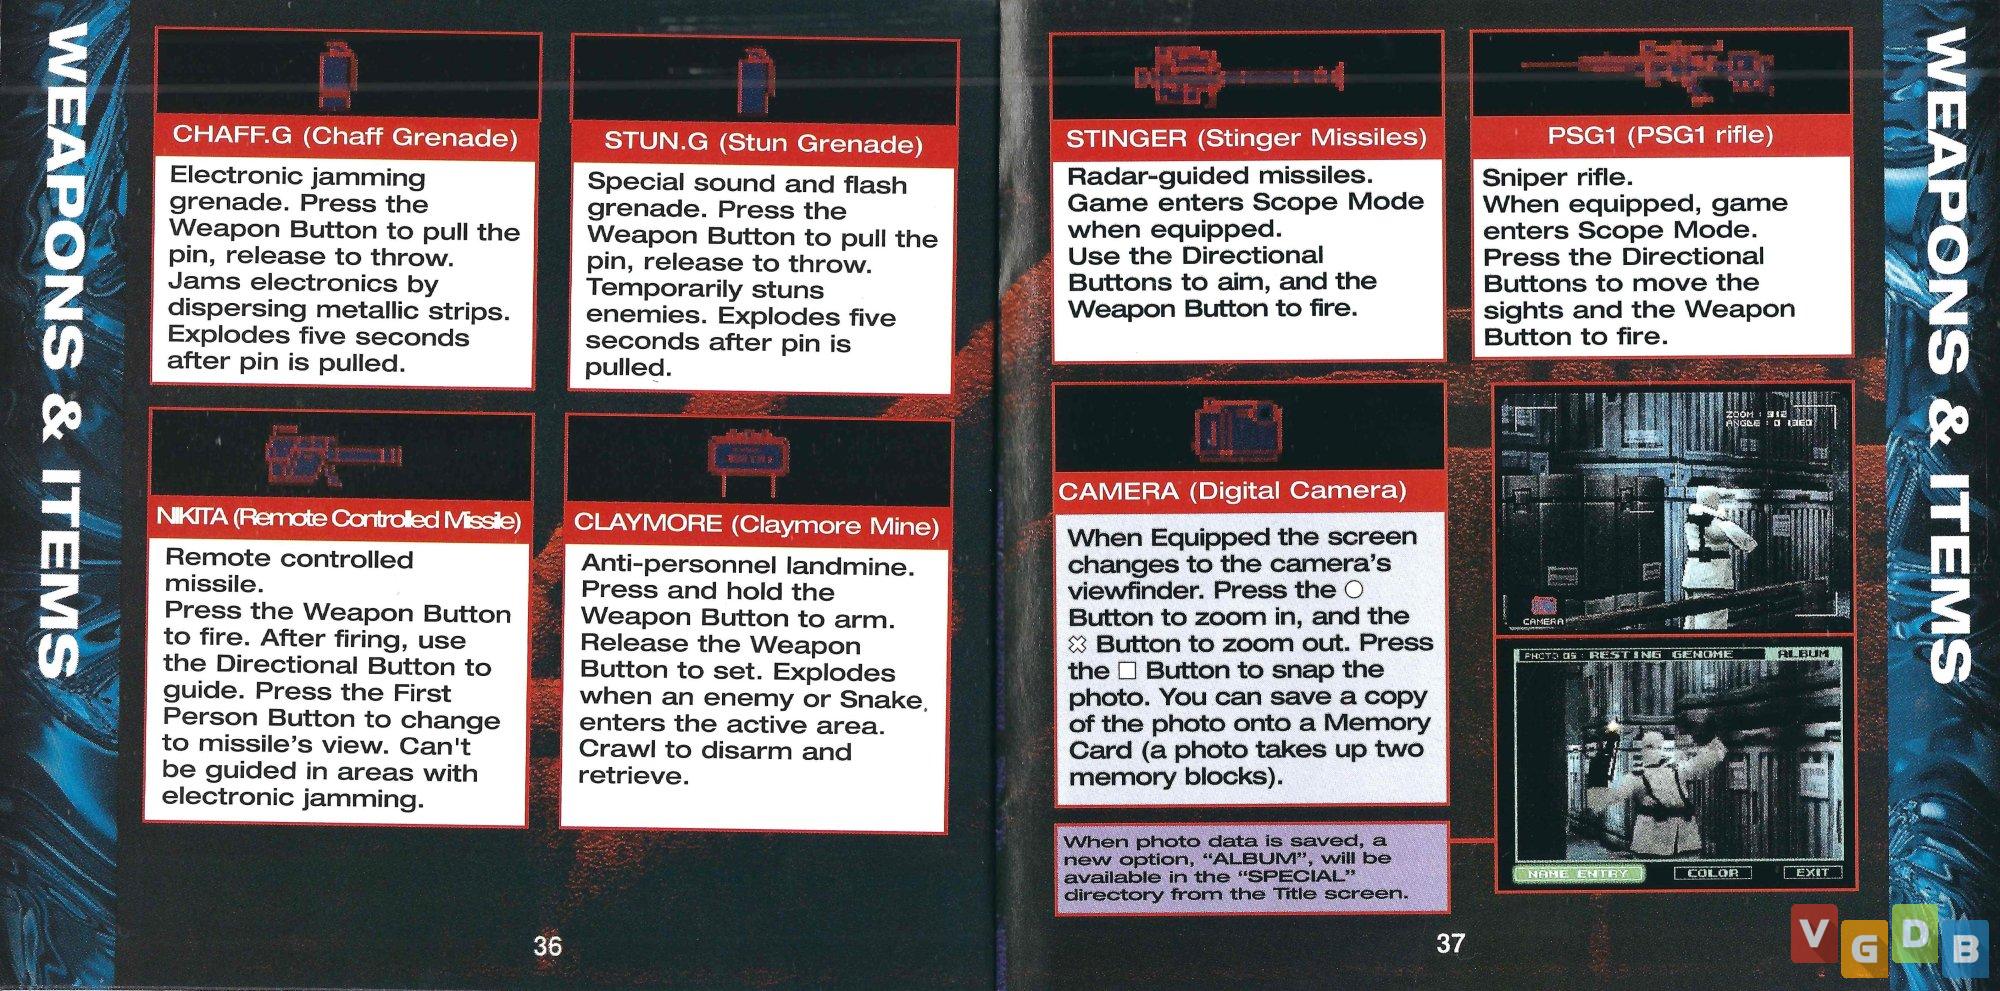 WEAPONS & ITEMS
CHAFF.G (Chaff Grenade)
Electronic jamming
grenade. Press the
Weapon Button to pull the
pin, release to throw.
Jams electronics by
dispersing metallic strips.
Explodes five seconds
after pin is pulled.
STUN.G (Stun Grenade)
Special sound and flash
grenade. Press the
Weapon Button to pull the
pin, release to throw.
Temporarily stuns
enemies. Explodes five
seconds after pin is
pulled.
NIKITA (Remote Controlled Missile)
Remote controlled
missile.
Press the Weapon Button
to fire. After firing, use
the Directional Button to
guide. Press the First
Person Button to change
to missile's view. Can't
be guided in areas with
electronic jamming.
CLAYMORE (Claymore Mine)
Anti-personnel landmine.
Press and hold the
Weapon Button to arm.
Release the Weapon
Button to set. Explodes
when an enemy or Snake,
enters the active area.
Crawl to disarm and
retrieve.
36
STINGER (Stinger Missiles)
Radar-guided missiles.
Game enters Scope Mode
when equipped.
Use the Directional
Buttons to aim, and the
Weapon Button to fire.
PSG1 (PSG1 rifle)
Sniper rifle.
When equipped, game
enters Scope Mode.
Press the Directional
Buttons to move the
sights and the Weapon
Button to fire.
CAMERA (Digital Camera)
When Equipped the screen
changes to the camera's
viewfinder. Press the ○
Button to zoom in, and the
✕ Button to zoom out. Press
the □ Button to snap the
photo. You can save a copy
of the photo onto a Memory
Card (a photo takes up two
memory blocks).
When photo data is saved, a
new option, "ALBUM", will be
available in the "SPECIAL"
directory from the Title screen.
ZOOM :
ANGLE :
CAMERA
PHOTO 05 : RESTING GENOME ALBUM
NAME ENTRY COLOR EXIT
37
WEAPONS & ITEMS
VGDB